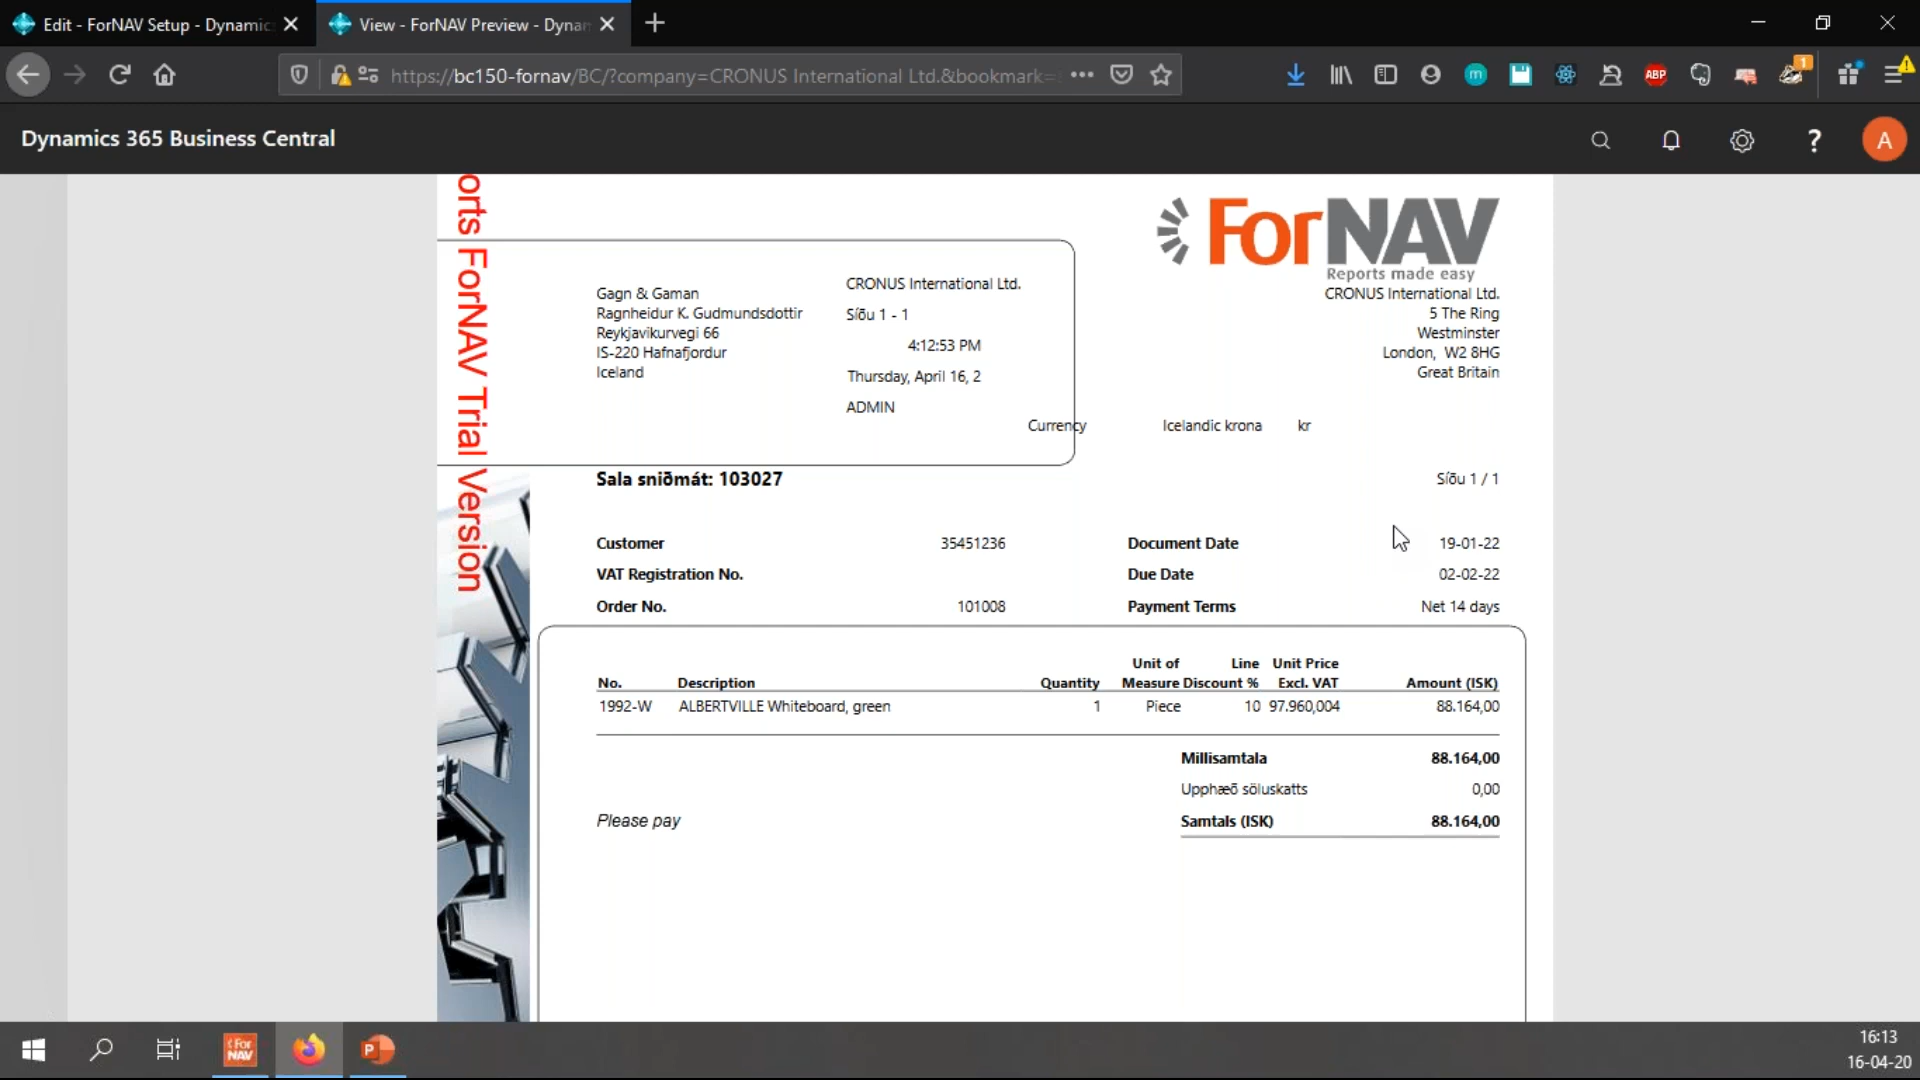 Edit - ForNAV Setup - Dynamic
View - ForNAV Preview - Dynam
https://bc150-fornav/BC/?company=CRONUS International Ltd.&bookmark=
m
ABP
1
Dynamics 365 Business Central
?
A
orts ForNAV Trial Version
ForNAV
Reports made easy
CRONUS International Ltd.
5 The Ring
Westminster
London, W2 8HG
Great Britain
Gagn & Gaman
Ragnheidur K. Gudmundsdottir
Reykjavikurvegi 66
IS-220 Hafnafjordur
Iceland
CRONUS International Ltd.
Síðu 1 - 1
4:12:53 PM
Thursday, April 16, 2
ADMIN
Currency Icelandic krona kr
Sala sniðmát: 103027 Síðu 1 / 1
Customer 35451236 Document Date 19-01-22
VAT Registration No. Due Date 02-02-22
Order No. 101008 Payment Terms Net 14 days
Unit of Line Unit Price
No. Description Quantity Measure Discount % Excl. VAT Amount (ISK)
1992-W ALBERTVILLE Whiteboard, green 1 Piece 10 97.960,004 88.164,00
Millisamtala 88.164,00
Upphæð söluskatts 0,00
Please pay Samtals (ISK) 88.164,00
For
NAV
P
16:13
16-04-20